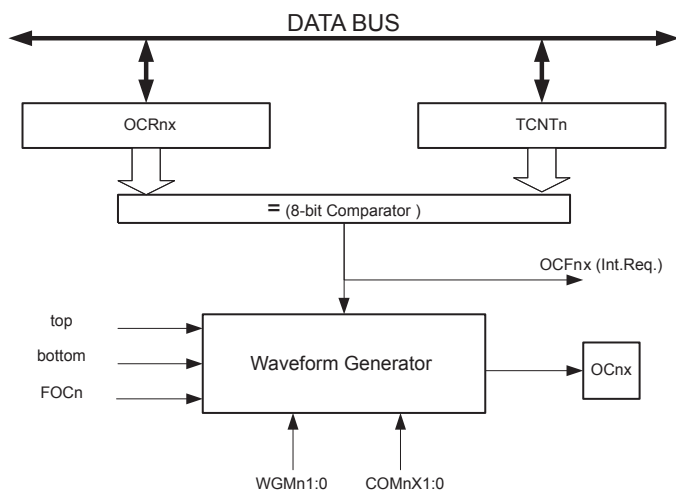 DATA BUS
OCRnx
TCNTn
= (8-bit Comparator )
OCFnx (Int.Req.)
top
bottom
FOCn
Waveform Generator
OCnx
WGMn1:0
COMnX1:0